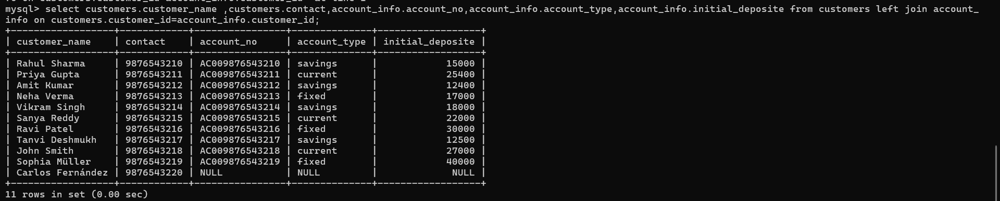 mysql> select customers.customer_name ,customers.contact,account_info.account_no,account_info.account_type,account_info.initial_deposite from customers left join account_
info on customers.customer_id=account_info.customer_id;
+------------------+------------+----------------+--------------+------------------+
| customer_name    | contact    | account_no     | account_type | initial_deposite |
+------------------+------------+----------------+--------------+------------------+
| Rahul Sharma     | 9876543210 | AC009876543210 | savings      |            15000 |
| Priya Gupta      | 9876543211 | AC009876543211 | current      |            25400 |
| Amit Kumar       | 9876543212 | AC009876543212 | savings      |            12400 |
| Neha Verma       | 9876543213 | AC009876543213 | fixed        |            17000 |
| Vikram Singh     | 9876543214 | AC009876543214 | savings      |            18000 |
| Sanya Reddy      | 9876543215 | AC009876543215 | current      |            22000 |
| Ravi Patel       | 9876543216 | AC009876543216 | fixed        |            30000 |
| Tanvi Deshmukh   | 9876543217 | AC009876543217 | savings      |            12500 |
| John Smith       | 9876543218 | AC009876543218 | current      |            27000 |
| Sophia Müller    | 9876543219 | AC009876543219 | fixed        |            40000 |
| Carlos Fernández | 9876543220 | NULL           | NULL         |             NULL |
+------------------+------------+----------------+--------------+------------------+
11 rows in set (0.00 sec)